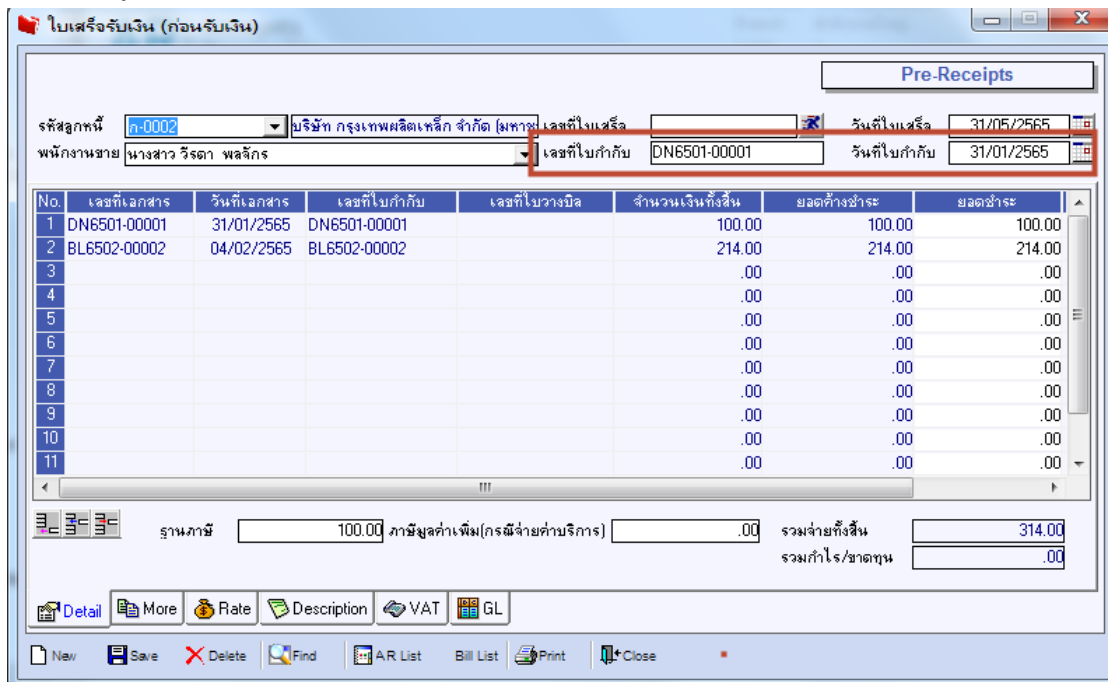 ใบเสร็จรับเงิน (ก่อนรับเงิน)
Pre-Receipts
รหัสลูกหนี้ ก-0002 บริษัท กรุงเทพผลิตเหล็ก จำกัด (มหาช เลขที่ใบเสร็จ วันที่ใบเสร็จ 31/05/2565
พนักงานขาย นางสาว วีรดา พลจักร เลขที่ใบกำกับ DN6501-00001 วันที่ใบกำกับ 31/01/2565
No. เลขที่เอกสาร วันที่เอกสาร เลขที่ใบกำกับ เลขที่ใบวางบิล จำนวนเงินทั้งสิ้น ยอดค้างชำระ ยอดชำระ
1 DN6501-00001 31/01/2565 DN6501-00001 100.00 100.00 100.00
2 BL6502-00002 04/02/2565 BL6502-00002 214.00 214.00 214.00
3 .00 .00 .00
4 .00 .00 .00
5 .00 .00 .00
6 .00 .00 .00
7 .00 .00 .00
8 .00 .00 .00
9 .00 .00 .00
10 .00 .00 .00
11 .00 .00 .00
ฐานภาษี 100.00 ภาษีมูลค่าเพิ่ม(กรณีจ่ายค่าบริการ) .00 รวมจ่ายทั้งสิ้น 314.00
รวมกำไร/ขาดทุน .00
Detail More Rate Description VAT GL
New Save Delete Find AR List Bill List Print Close